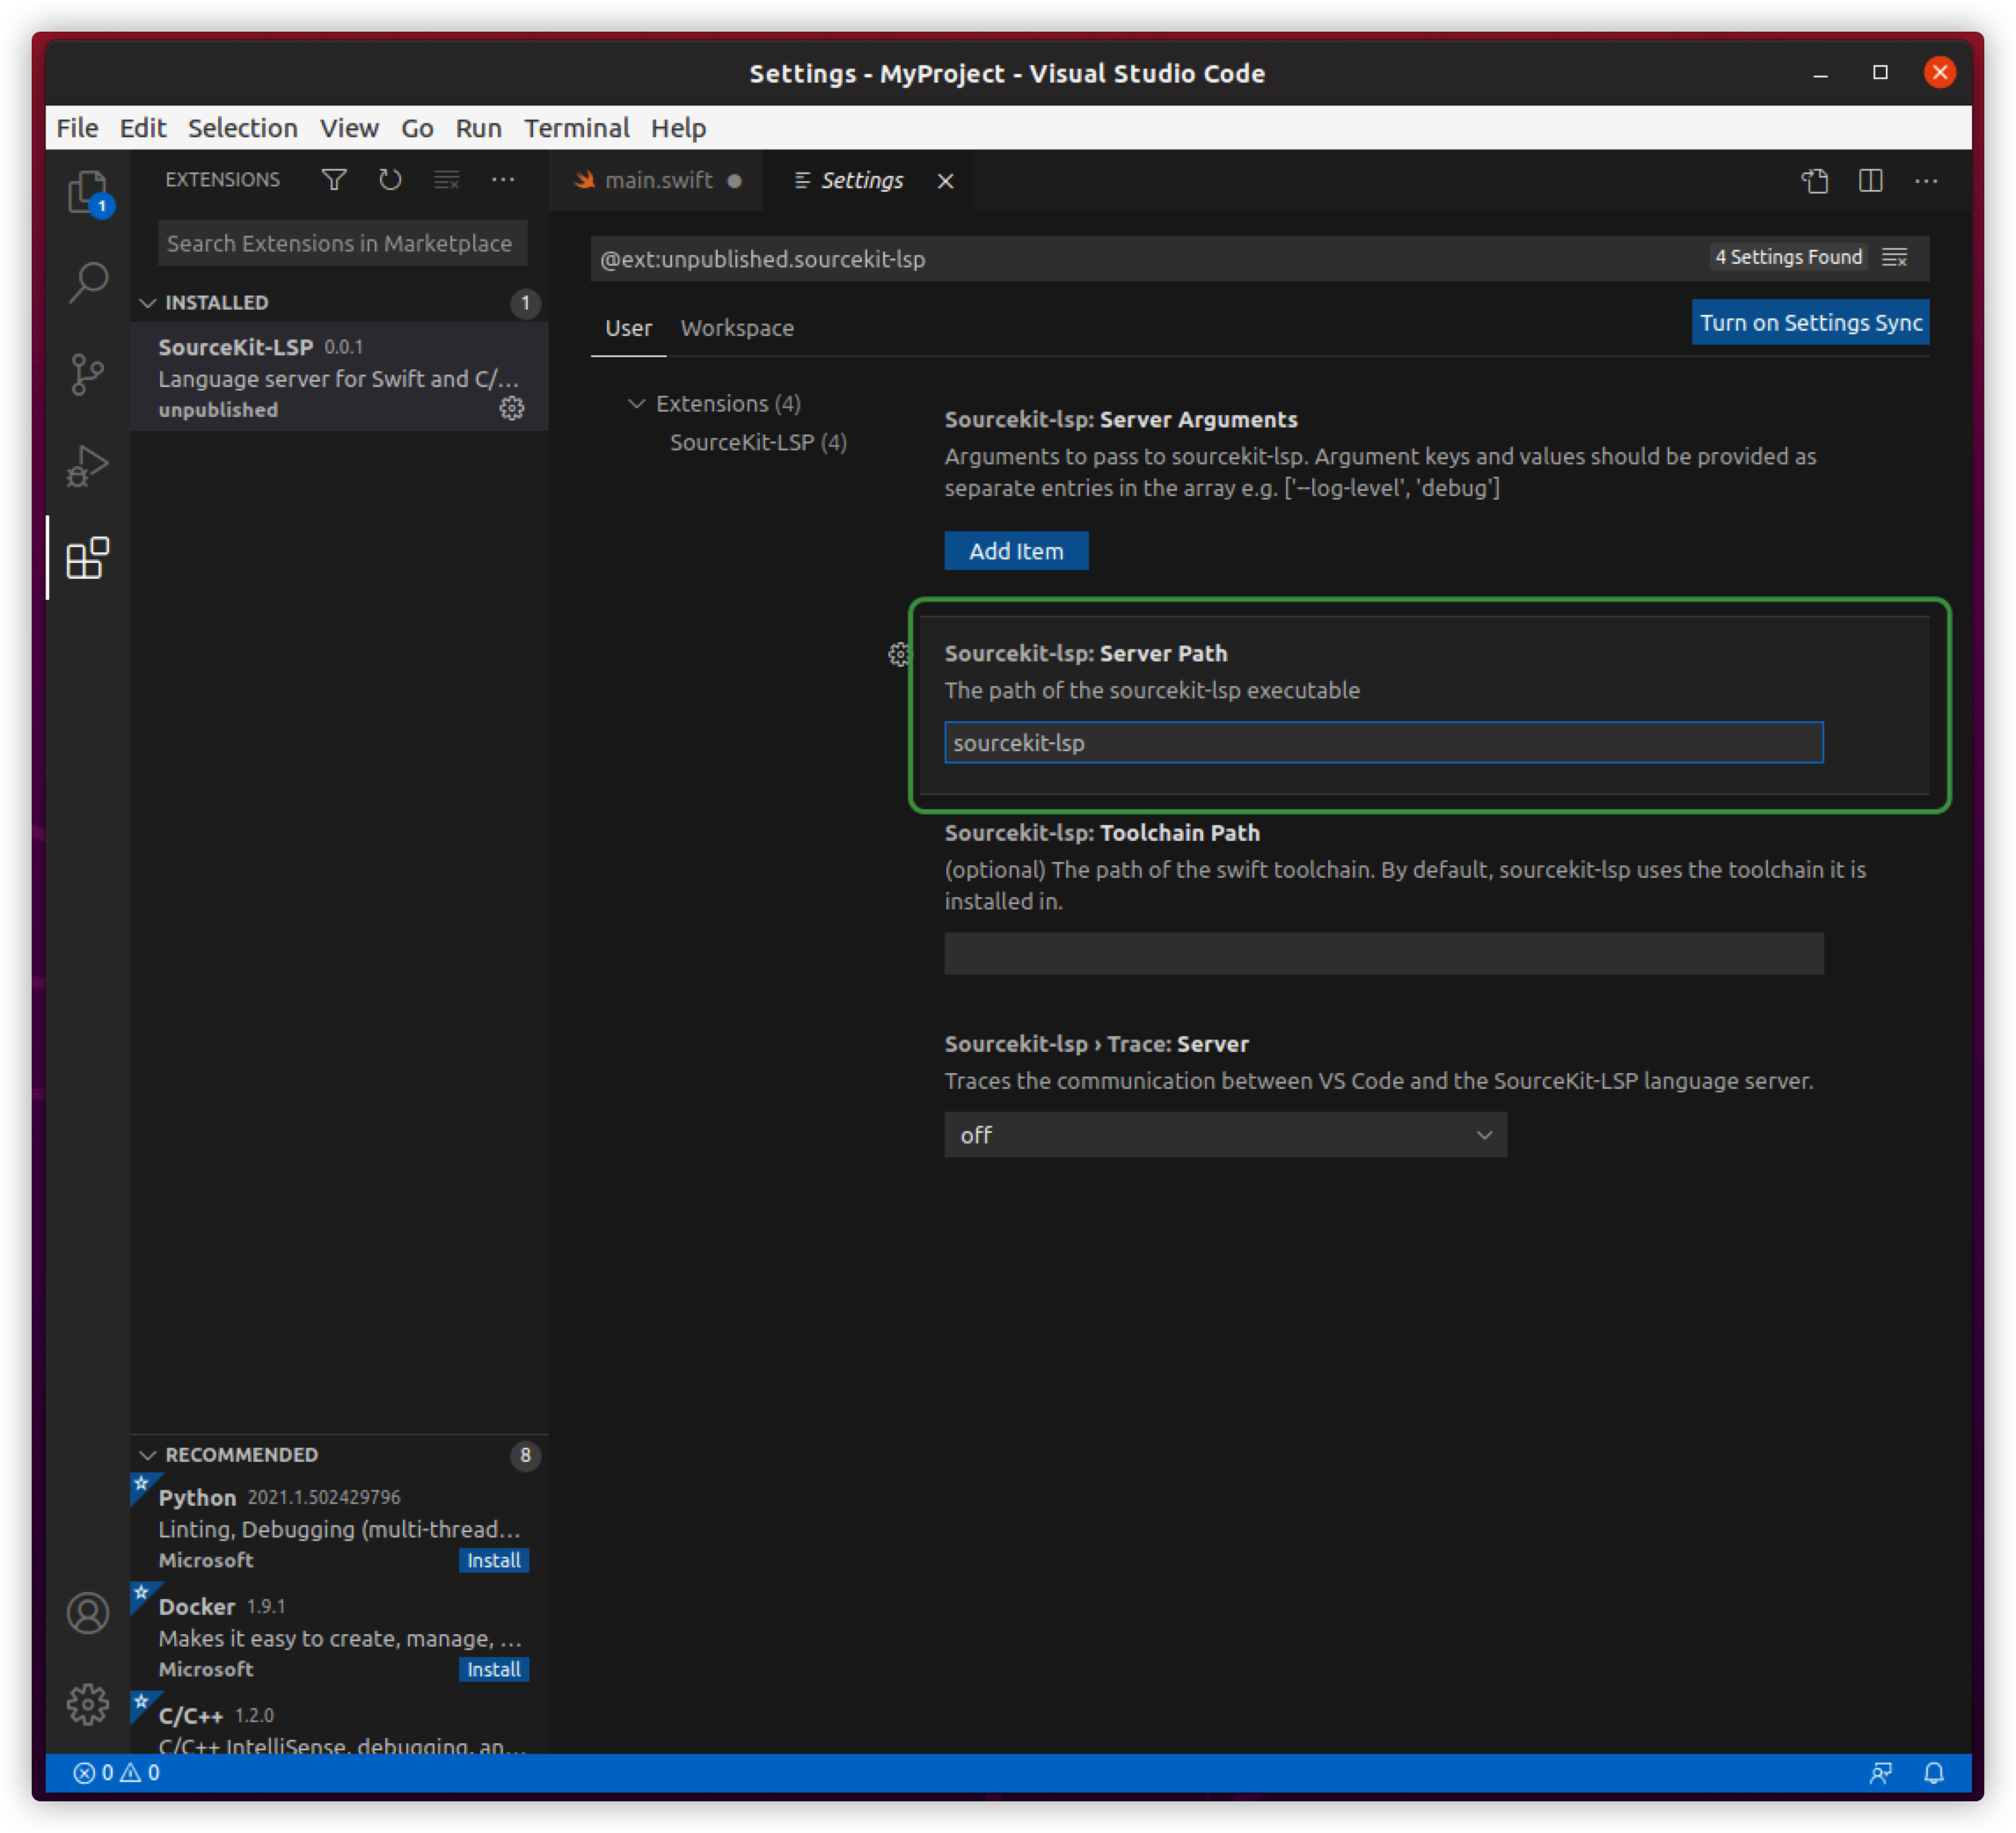 Settings - MyProject - Visual Studio Code
File Edit Selection View Go Run Terminal Help
1
EXTENSIONS
Search Extensions in Marketplace
INSTALLED 1
SourceKit-LSP 0.0.1
Language server for Swift and C/...
unpublished
RECOMMENDED 8
Python 2021.1.502429796
Linting, Debugging (multi-thread...
Microsoft Install
Docker 1.9.1
Makes it easy to create, manage, ...
Microsoft Install
C/C++ 1.2.0
C/C++ IntelliSense, debugging, an...
main.swift
Settings
@ext:unpublished.sourcekit-lsp
4 Settings Found
User Workspace
Turn on Settings Sync
Extensions (4)
SourceKit-LSP (4)
Sourcekit-lsp: Server Arguments
Arguments to pass to sourcekit-lsp. Argument keys and values should be provided as
separate entries in the array e.g. ['--log-level', 'debug']
Add Item
Sourcekit-lsp: Server Path
The path of the sourcekit-lsp executable
sourcekit-lsp
Sourcekit-lsp: Toolchain Path
(optional) The path of the swift toolchain. By default, sourcekit-lsp uses the toolchain it is
installed in.
Sourcekit-lsp › Trace: Server
Traces the communication between VS Code and the SourceKit-LSP language server.
off
0 0